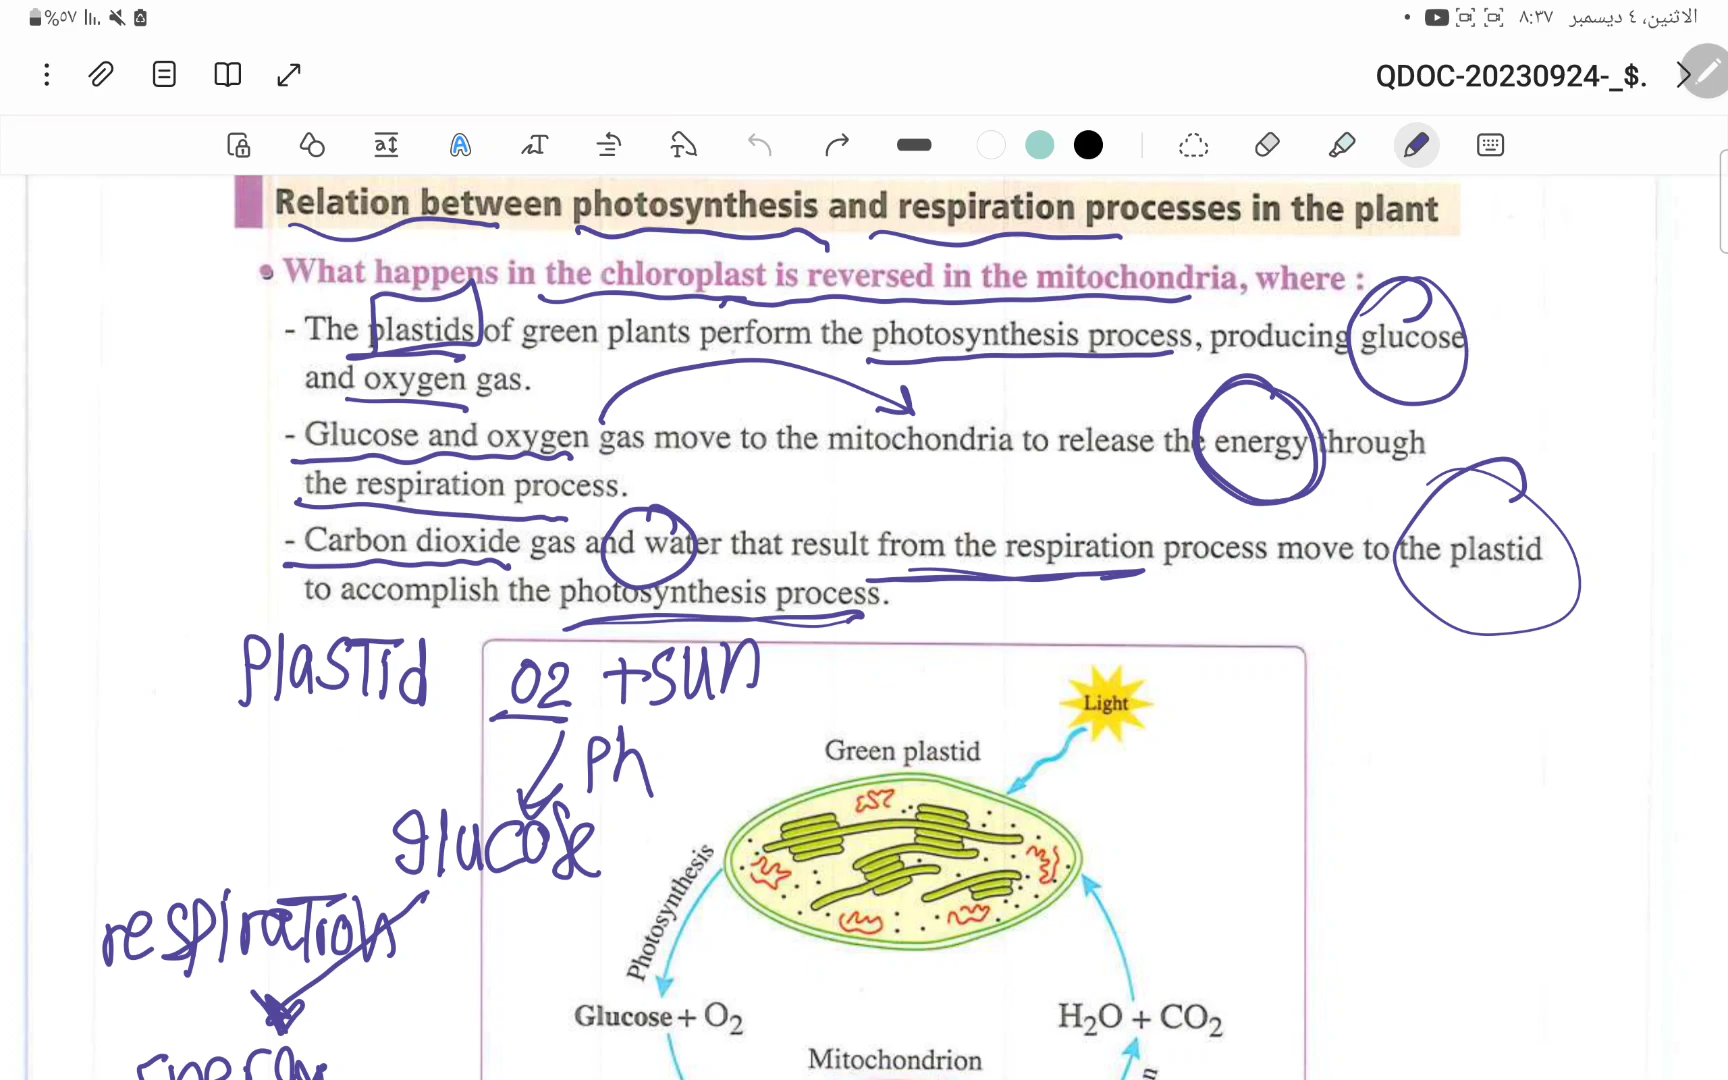 %٥٧
٨:٣٧ الاثنين، ٤ ديسمبر
QDOC-20230924-_$.
Relation between photosynthesis and respiration processes in the plant
What happens in the chloroplast is reversed in the mitochondria, where :
- The plastids of green plants perform the photosynthesis process, producing glucose
and oxygen gas.
- Glucose and oxygen gas move to the mitochondria to release the energy through
the respiration process.
- Carbon dioxide gas and water that result from the respiration process move to the plastid
to accomplish the photosynthesis process.
Plastid O2 + sun
Light
Green plastid
Ph
glucose
Photosynthesis
respiration
Glucose + O2
H2O + CO2
Mitochondrion
Energy